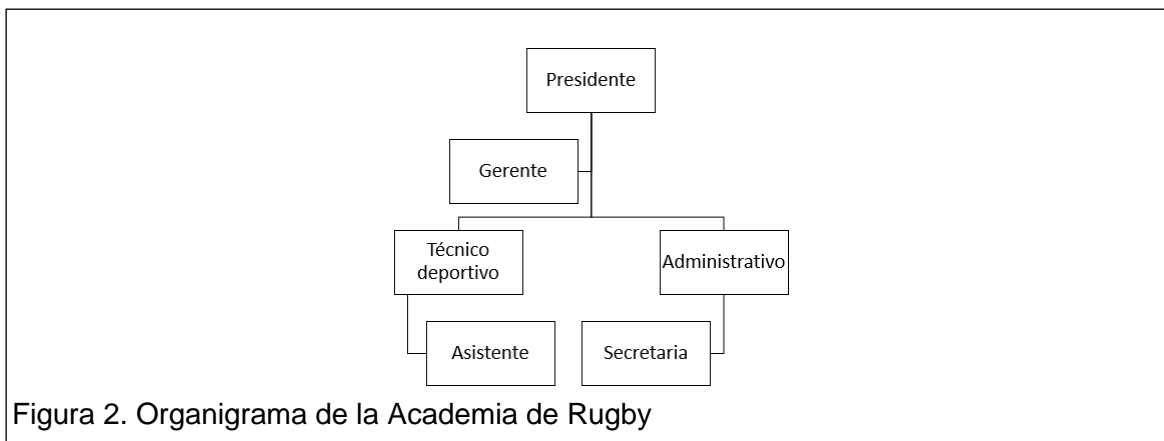 Presidente
Gerente
Técnico
deportivo
Administrativo
Asistente
Secretaria
Figura 2. Organigrama de la Academia de Rugby